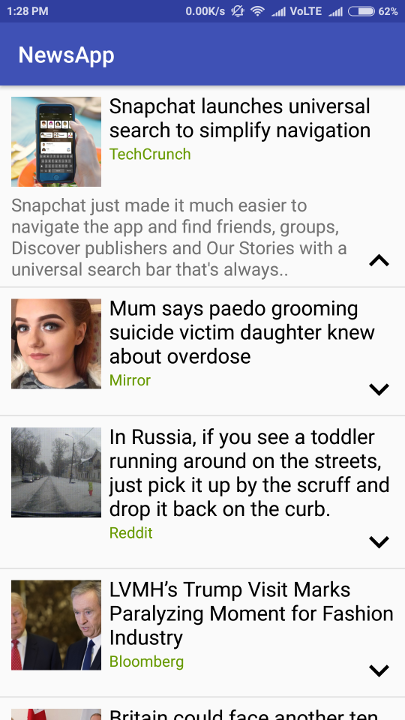 1:28 PM 0.00K/s VoLTE 62%
NewsApp
Snapchat launches universal
search to simplify navigation
TechCrunch
Snapchat just made it much easier to
navigate the app and find friends, groups,
Discover publishers and Our Stories with a
universal search bar that's always..
Mum says paedo grooming
suicide victim daughter knew
about overdose
Mirror
In Russia, if you see a toddler
running around on the streets,
just pick it up by the scruff and
drop it back on the curb.
Reddit
LVMH’s Trump Visit Marks
Paralyzing Moment for Fashion
Industry
Bloomberg
Britain could face another ten